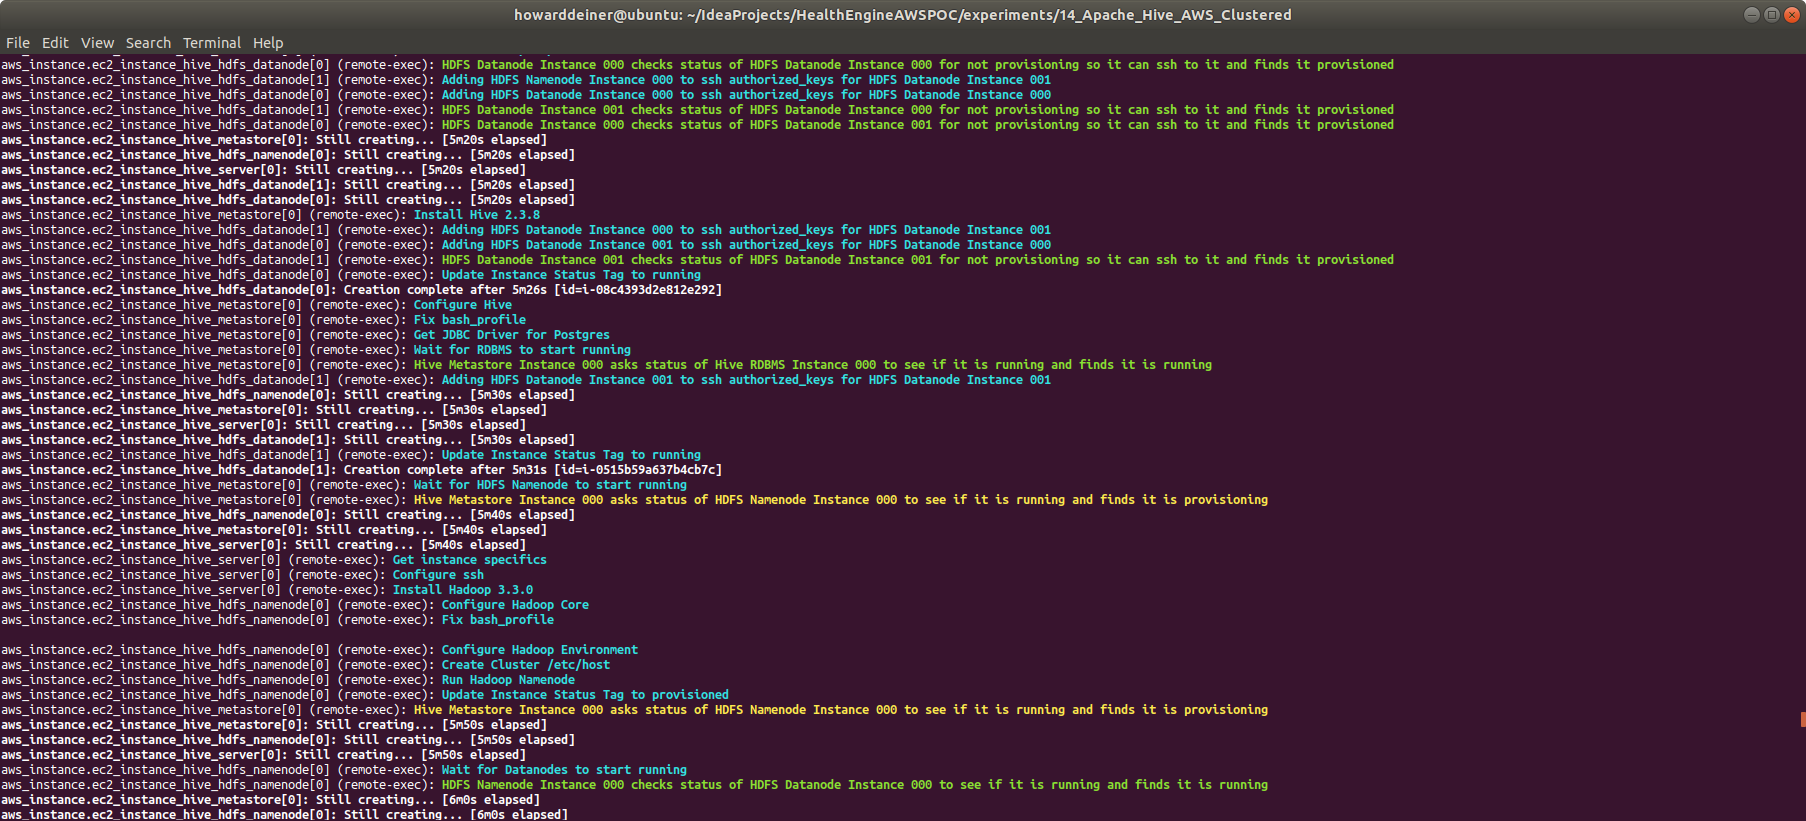 howarddeiner@ubuntu: ~/IdeaProjects/HealthEngineAWSPOC/experiments/14_Apache_Hive_AWS_Clustered
File Edit View Search Terminal Help
aws_instance.ec2_instance_hive_hdfs_datanode[0] (remote-exec): HDFS Datanode Instance 000 checks status of HDFS Datanode Instance 000 for not provisioning so it can ssh to it and finds it provisioned
aws_instance.ec2_instance_hive_hdfs_datanode[1] (remote-exec): Adding HDFS Namenode Instance 000 to ssh authorized_keys for HDFS Datanode Instance 001
aws_instance.ec2_instance_hive_hdfs_datanode[0] (remote-exec): Adding HDFS Datanode Instance 000 to ssh authorized_keys for HDFS Datanode Instance 000
aws_instance.ec2_instance_hive_hdfs_datanode[1] (remote-exec): HDFS Datanode Instance 001 checks status of HDFS Datanode Instance 000 for not provisioning so it can ssh to it and finds it provisioned
aws_instance.ec2_instance_hive_hdfs_datanode[0] (remote-exec): HDFS Datanode Instance 000 checks status of HDFS Datanode Instance 001 for not provisioning so it can ssh to it and finds it provisioned
aws_instance.ec2_instance_hive_metastore[0]: Still creating... [5m20s elapsed]
aws_instance.ec2_instance_hive_hdfs_namenode[0]: Still creating... [5m20s elapsed]
aws_instance.ec2_instance_hive_server[0]: Still creating... [5m20s elapsed]
aws_instance.ec2_instance_hive_hdfs_datanode[1]: Still creating... [5m20s elapsed]
aws_instance.ec2_instance_hive_hdfs_datanode[0]: Still creating... [5m20s elapsed]
aws_instance.ec2_instance_hive_metastore[0] (remote-exec): Install Hive 2.3.8
aws_instance.ec2_instance_hive_hdfs_datanode[1] (remote-exec): Adding HDFS Datanode Instance 000 to ssh authorized_keys for HDFS Datanode Instance 001
aws_instance.ec2_instance_hive_hdfs_datanode[0] (remote-exec): Adding HDFS Datanode Instance 001 to ssh authorized_keys for HDFS Datanode Instance 000
aws_instance.ec2_instance_hive_hdfs_datanode[1] (remote-exec): HDFS Datanode Instance 001 checks status of HDFS Datanode Instance 001 for not provisioning so it can ssh to it and finds it provisioned
aws_instance.ec2_instance_hive_hdfs_datanode[0] (remote-exec): Update Instance Status Tag to running
aws_instance.ec2_instance_hive_hdfs_datanode[0]: Creation complete after 5m26s [id=i-08c4393d2e812e292]
aws_instance.ec2_instance_hive_metastore[0] (remote-exec): Configure Hive
aws_instance.ec2_instance_hive_metastore[0] (remote-exec): Fix bash_profile
aws_instance.ec2_instance_hive_metastore[0] (remote-exec): Get JDBC Driver for Postgres
aws_instance.ec2_instance_hive_metastore[0] (remote-exec): Wait for RDBMS to start running
aws_instance.ec2_instance_hive_metastore[0] (remote-exec): Hive Metastore Instance 000 asks status of Hive RDBMS Instance 000 to see if it is running and finds it is running
aws_instance.ec2_instance_hive_hdfs_datanode[1] (remote-exec): Adding HDFS Datanode Instance 001 to ssh authorized_keys for HDFS Datanode Instance 001
aws_instance.ec2_instance_hive_hdfs_namenode[0]: Still creating... [5m30s elapsed]
aws_instance.ec2_instance_hive_metastore[0]: Still creating... [5m30s elapsed]
aws_instance.ec2_instance_hive_server[0]: Still creating... [5m30s elapsed]
aws_instance.ec2_instance_hive_hdfs_datanode[1]: Still creating... [5m30s elapsed]
aws_instance.ec2_instance_hive_hdfs_datanode[1] (remote-exec): Update Instance Status Tag to running
aws_instance.ec2_instance_hive_hdfs_datanode[1]: Creation complete after 5m31s [id=i-0515b59a637b4cb7c]
aws_instance.ec2_instance_hive_metastore[0] (remote-exec): Wait for HDFS Namenode to start running
aws_instance.ec2_instance_hive_metastore[0] (remote-exec): Hive Metastore Instance 000 asks status of HDFS Namenode Instance 000 to see if it is running and finds it is provisioning
aws_instance.ec2_instance_hive_hdfs_namenode[0]: Still creating... [5m40s elapsed]
aws_instance.ec2_instance_hive_metastore[0]: Still creating... [5m40s elapsed]
aws_instance.ec2_instance_hive_server[0]: Still creating... [5m40s elapsed]
aws_instance.ec2_instance_hive_server[0] (remote-exec): Get instance specifics
aws_instance.ec2_instance_hive_server[0] (remote-exec): Configure ssh
aws_instance.ec2_instance_hive_server[0] (remote-exec): Install Hadoop 3.3.0
aws_instance.ec2_instance_hive_hdfs_namenode[0] (remote-exec): Configure Hadoop Core
aws_instance.ec2_instance_hive_hdfs_namenode[0] (remote-exec): Fix bash_profile
aws_instance.ec2_instance_hive_hdfs_namenode[0] (remote-exec): Configure Hadoop Environment
aws_instance.ec2_instance_hive_hdfs_namenode[0] (remote-exec): Create Cluster /etc/host
aws_instance.ec2_instance_hive_hdfs_namenode[0] (remote-exec): Run Hadoop Namenode
aws_instance.ec2_instance_hive_hdfs_namenode[0] (remote-exec): Update Instance Status Tag to provisioned
aws_instance.ec2_instance_hive_metastore[0] (remote-exec): Hive Metastore Instance 000 asks status of HDFS Namenode Instance 000 to see if it is running and finds it is provisioning
aws_instance.ec2_instance_hive_metastore[0]: Still creating... [5m50s elapsed]
aws_instance.ec2_instance_hive_hdfs_namenode[0]: Still creating... [5m50s elapsed]
aws_instance.ec2_instance_hive_server[0]: Still creating... [5m50s elapsed]
aws_instance.ec2_instance_hive_hdfs_namenode[0] (remote-exec): Wait for Datanodes to start running
aws_instance.ec2_instance_hive_hdfs_namenode[0] (remote-exec): HDFS Namenode Instance 000 checks status of HDFS Datanode Instance 000 to see if it is running and finds it is running
aws_instance.ec2_instance_hive_metastore[0]: Still creating... [6m0s elapsed]
aws_instance.ec2_instance_hive_hdfs_namenode[0]: Still creating... [6m0s elapsed]